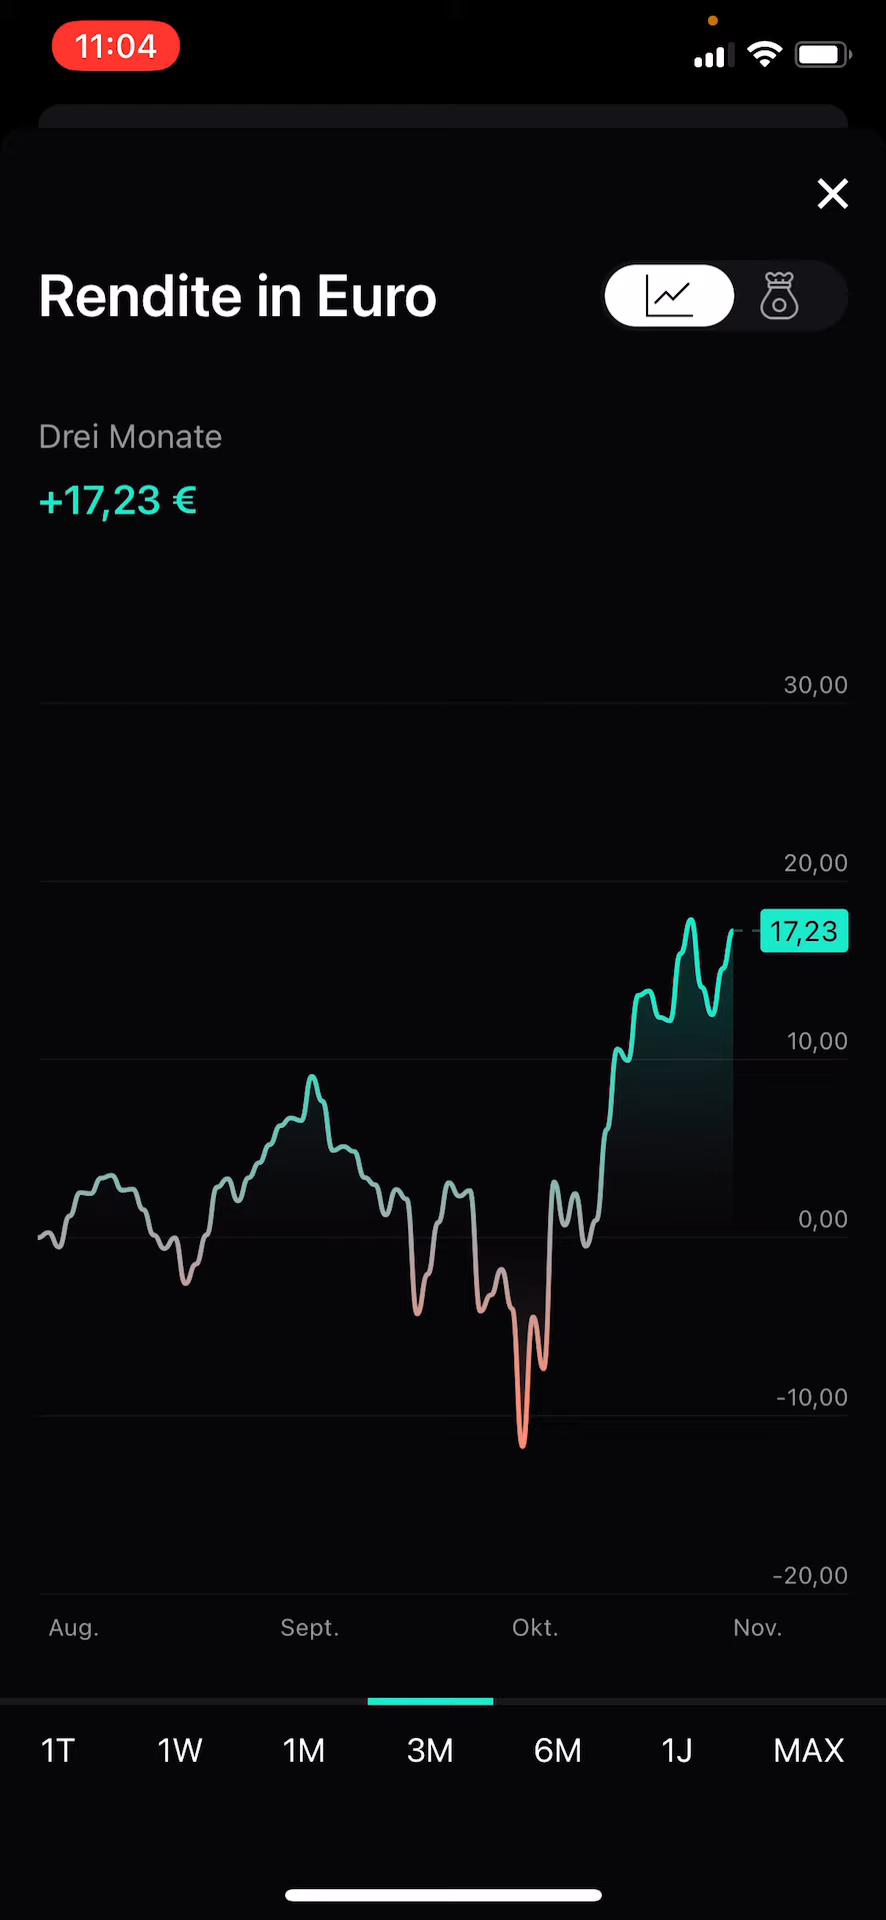 11:04
Rendite in Euro
Drei Monate
+17,23 €
30,00
20,00
17,23
10,00
0,00
-10,00
-20,00
Aug. Sept. Okt. Nov.
1T 1W 1M 3M 6M 1J MAX